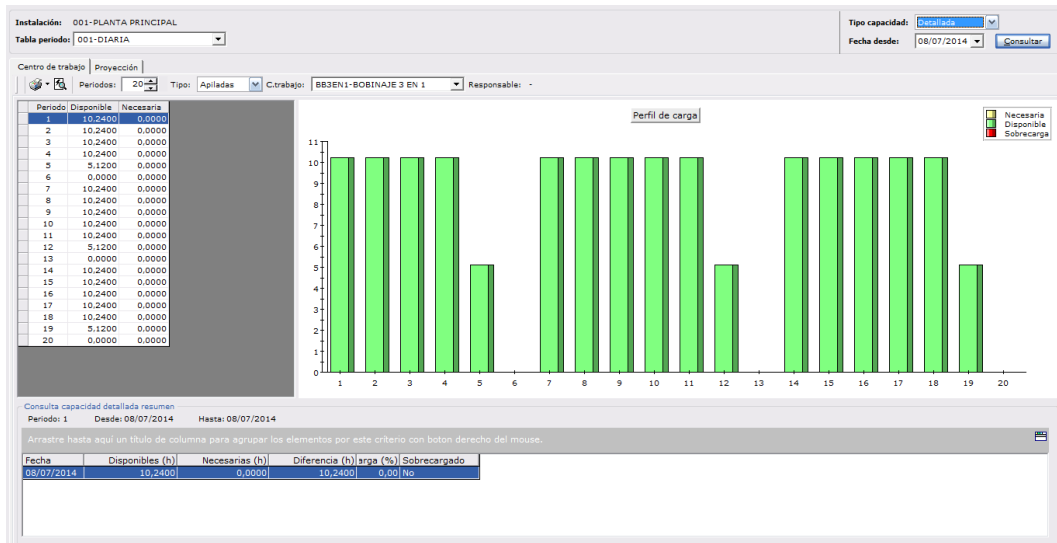 Instalación: 001-PLANTA PRINCIPAL
Tipo capacidad: Detallada
Tabla periodo: 001-DIARIA
Fecha desde: 08/07/2014 Consultar
Centro de trabajo Proyección
Periodos: 20 Tipo: Apiladas C.trabajo: BB3EN1-BOBINAJE 3 EN 1 Responsable: -
Periodo Disponible Necesaria
1 10.2400 0.0000
2 10.2400 0.0000
3 10.2400 0.0000
4 10.2400 0.0000
5 5.1200 0.0000
6 0.0000 0.0000
7 10.2400 0.0000
8 10.2400 0.0000
9 10.2400 0.0000
10 10.2400 0.0000
11 10.2400 0.0000
12 5.1200 0.0000
13 0.0000 0.0000
14 10.2400 0.0000
15 10.2400 0.0000
16 10.2400 0.0000
17 10.2400 0.0000
18 10.2400 0.0000
19 5.1200 0.0000
20 0.0000 0.0000
Perfil de carga
Necesaria
Disponible
Sobrecarga
11
10
9
8
7
6
5
4
3
2
1
0
1 2 3 4 5 6 7 8 9 10 11 12 13 14 15 16 17 18 19 20
Consulta capacidad detallada resumen
Periodo: 1 Desde: 08/07/2014 Hasta: 08/07/2014
Arrastre hasta aquí un título de columna para agrupar los elementos por este criterio con boton derecho del mouse.
Fecha Disponibles (h) Necesarias (h) Diferencia (h) arga (%) Sobrecargado
08/07/2014 10,2400 0,0000 10,2400 0,00 No